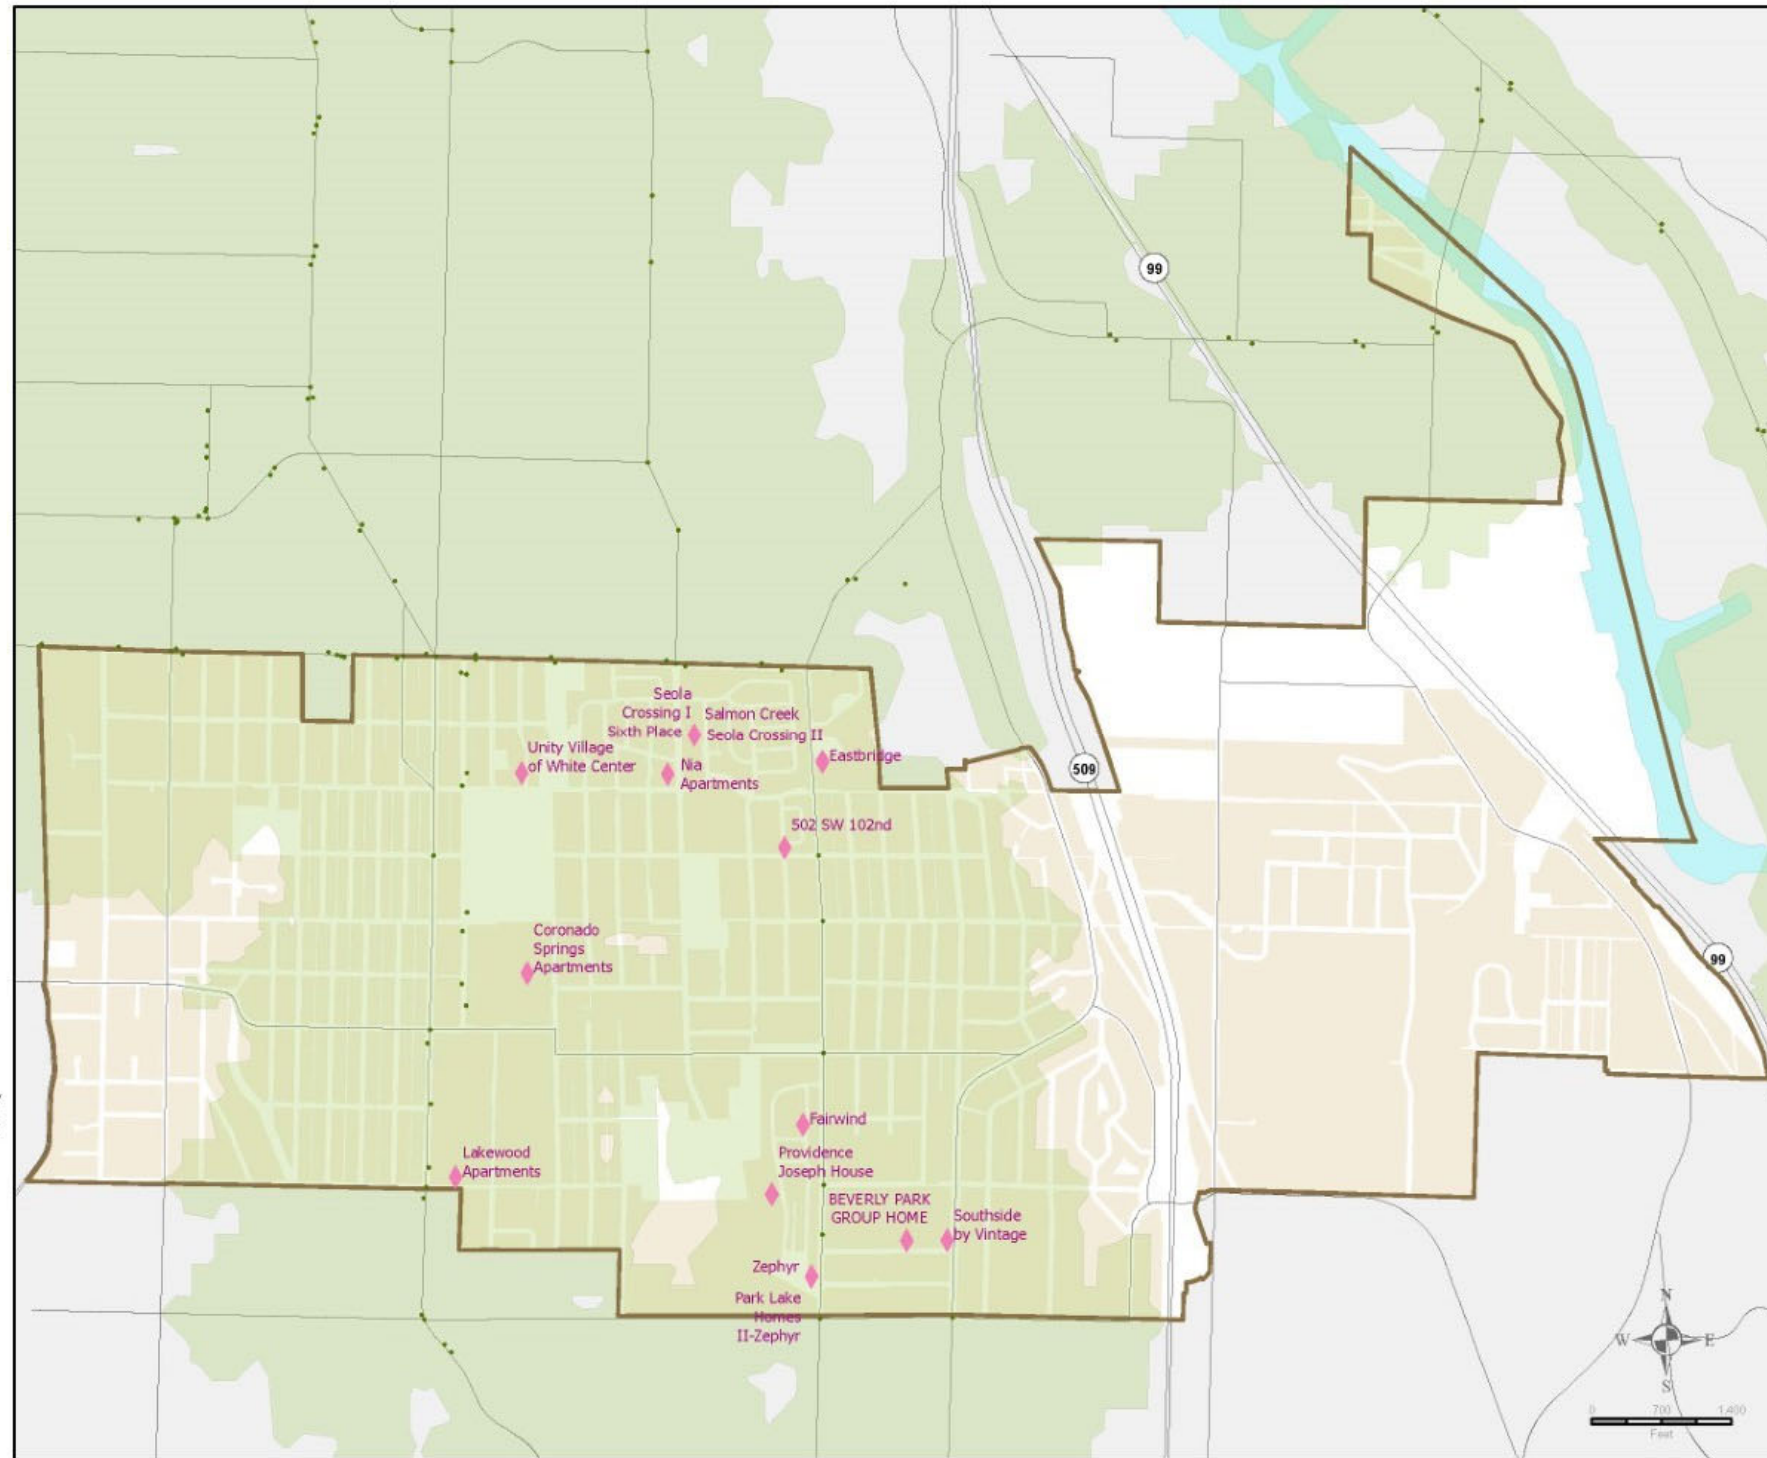 99
Seola
Crossing I
Salmon Creek
Sixth Place
Seola Crossing II
Unity Village
of White Center
Nia
Apartments
Eastbridge
509
502 SW 102nd
Coronado
Springs
Apartments
99
Fairwind
Lakewood
Apartments
Providence
Joseph House
BEVERLY PARK
GROUP HOME
Southside
by Vintage
Zephyr
Park Lake
Homes
II-Zephyr
N
W E
S
0 700 1,400
Feet